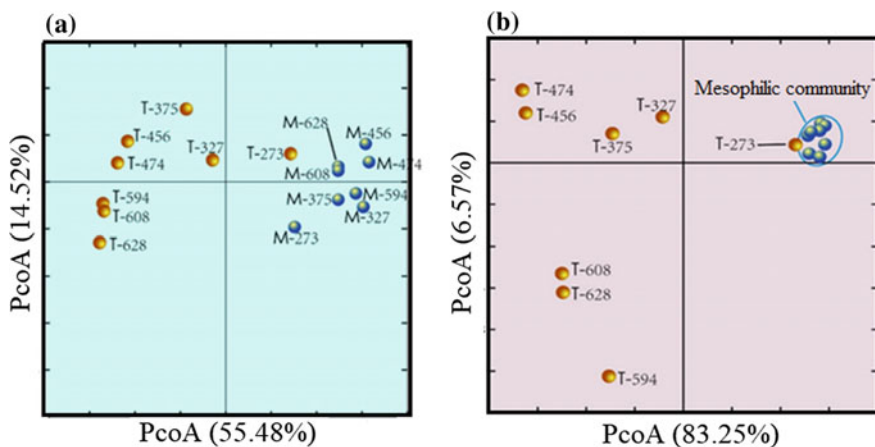 (a)
T-375
M-628
M-456
T-456
T-327
T-273
M-474
T-474
M-608
T-594
M-375
M-594
T-608
M-327
T-628
M-273
PcoA (14.52%)
PcoA (55.48%)
(b)
T-474
Mesophilic community
T-456
T-327
T-375
T-273
T-608
T-628
T-594
PcoA (6.57%)
PcoA (83.25%)